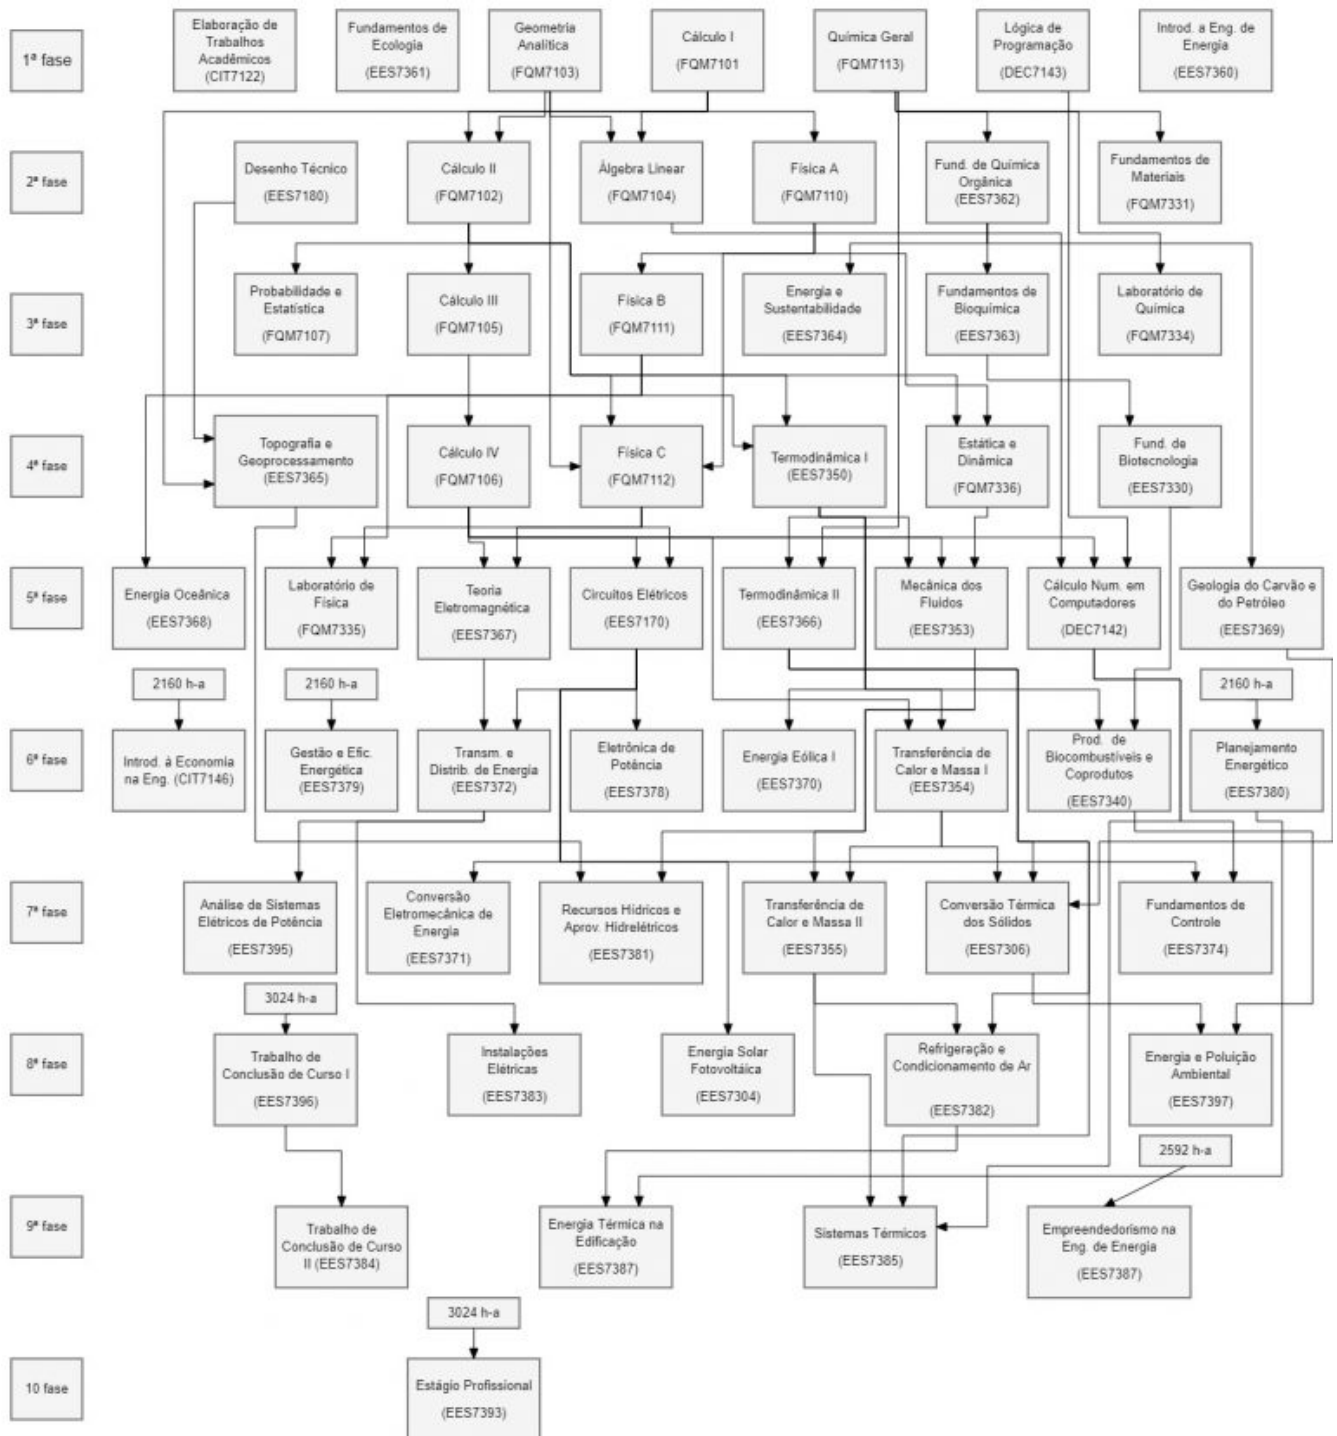 1ª fase
Elaboração de
Trabalhos
Acadêmicos
(CIT7122)
Fundamentos de
Ecologia
(EES7361)
Geometria
Analítica
(FQM7103)
Cálculo I
(FQM7101
Química Geral
(FQM7113)
Lógica de
Programação
(DEC7143)
Introd. a Eng. de
Energia
(EES7360)
2ª fase
Desenho Técnico
(EES7180)
Cálculo II
(FQM7102)
Álgebra Linear
(FQM7104)
Física A
(FQM7110)
Fund. de Química
Orgânica
(EES7362)
Fundamentos de
Materiais
(FQM7331)
3ª fase
Probabilidade e
Estatística
(FQM7107)
Cálculo III
(FQM7105)
Física B
(FQM7111)
Energia e
Sustentabilidade
(EES7364)
Fundamentos de
Bioquímica
(EES7363)
Laboratório de
Química
(FQM7334)
4ª fase
Topografia e
Geoprocessamento
(EES7365)
Cálculo IV
(FQM7106)
Física C
(FQM7112)
Termodinâmica I
(EES7350)
Estática e
Dinâmica
(FQM7336)
Fund. de
Biotecnologia
(EES7330)
5ª fase
Energia Oceânica
(EES7368)
Laboratório de
Física
(FQM7335)
Teoria
Eletromagnética
(EES7367)
Circuitos Elétricos
(EES7170)
Termodinâmica II
(EES7366)
Mecânica dos
Fluidos
(EES7353)
Cálculo Num. em
Computadores
(DEC7142)
Geologia do Carvão e
do Petróleo
(EES7369)
2160 h-a
2160 h-a
2160 h-a
6ª fase
Introd. à Economia
na Eng. (CIT7146)
Gestão e Efic.
Energética
(EES7379)
Transm. e
Distrib. de Energia
(EES7372)
Eletrônica de
Potência
(EES7378)
Energia Eólica I
(EES7370)
Transferência de
Calor e Massa I
(EES7354)
Prod. de
Biocombustíveis e
Coprodutos
(EES7340)
Planejamento
Energético
(EES7380)
7ª fase
Análise de Sistemas
Elétricos de Potência
(EES7395)
Conversão
Eletromecânica de
Energia
(EES7371)
Recursos Hídricos e
Aprov. Hidrelétricos
(EES7381)
Transferência de
Calor e Massa II
(EES7355)
Conversão Térmica
dos Sólidos
(EES7306)
Fundamentos de
Controle
(EES7374)
3024 h-a
8ª fase
Trabalho de
Conclusão de Curso I
(EES7396)
Instalações
Elétricas
(EES7383)
Energia Solar
Fotovoltáica
(EES7304)
Refrigeração e
Condicionamento de Ar
(EES7382)
Energia e Poluição
Ambiental
(EES7397)
2592 h-a
9ª fase
Trabalho de
Conclusão de Curso
II (EES7384)
Energia Térmica na
Edificação
(EES7387)
Sistemas Térmicos
(EES7385)
Empreendedorismo na
Eng. de Energia
(EES7387)
3024 h-a
10 fase
Estágio Profissional
(EES7393)